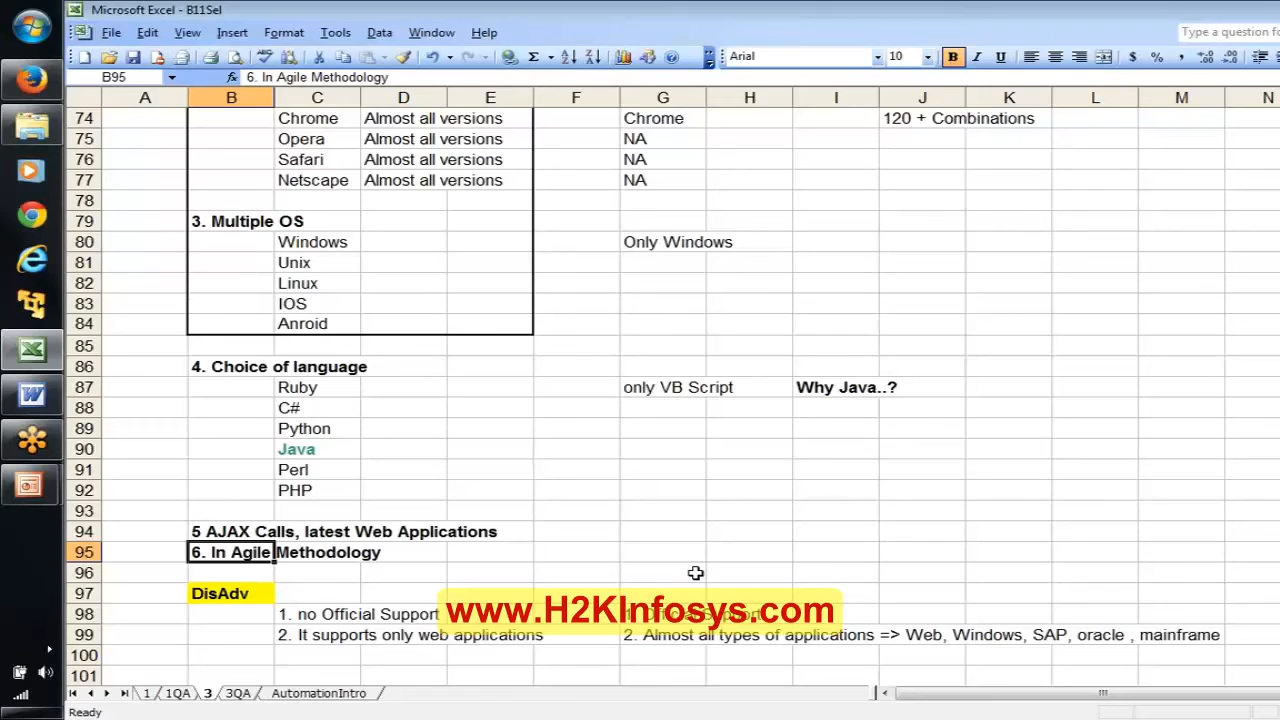 Microsoft Excel - B11Sel
File Edit View Insert Format Tools Data Window Help Type a question for
Arial 10 B I U
B95 fx 6. In Agile Methodology
A B C D E F G H I J K L M N
74 Chrome Almost all versions Chrome 120 + Combinations
75 Opera Almost all versions NA
76 Safari Almost all versions NA
77 Netscape Almost all versions NA
78
79 3. Multiple OS
80 Windows Only Windows
81 Unix
82 Linux
83 IOS
84 Anroid
85
86 4. Choice of language
87 Ruby only VB Script Why Java..?
88 C#
89 Python
90 Java
91 Perl
92 PHP
93
94 5 AJAX Calls, latest Web Applications
95 6. In Agile Methodology
96
97 DisAdv
98 1. no Official Support 1. Official Support
www.H2KInfosys.com
99 2. It supports only web applications 2. Almost all types of applications => Web, Windows, SAP, oracle , mainframe
100
101
1 1QA 3 3QA AutomationIntro
Ready